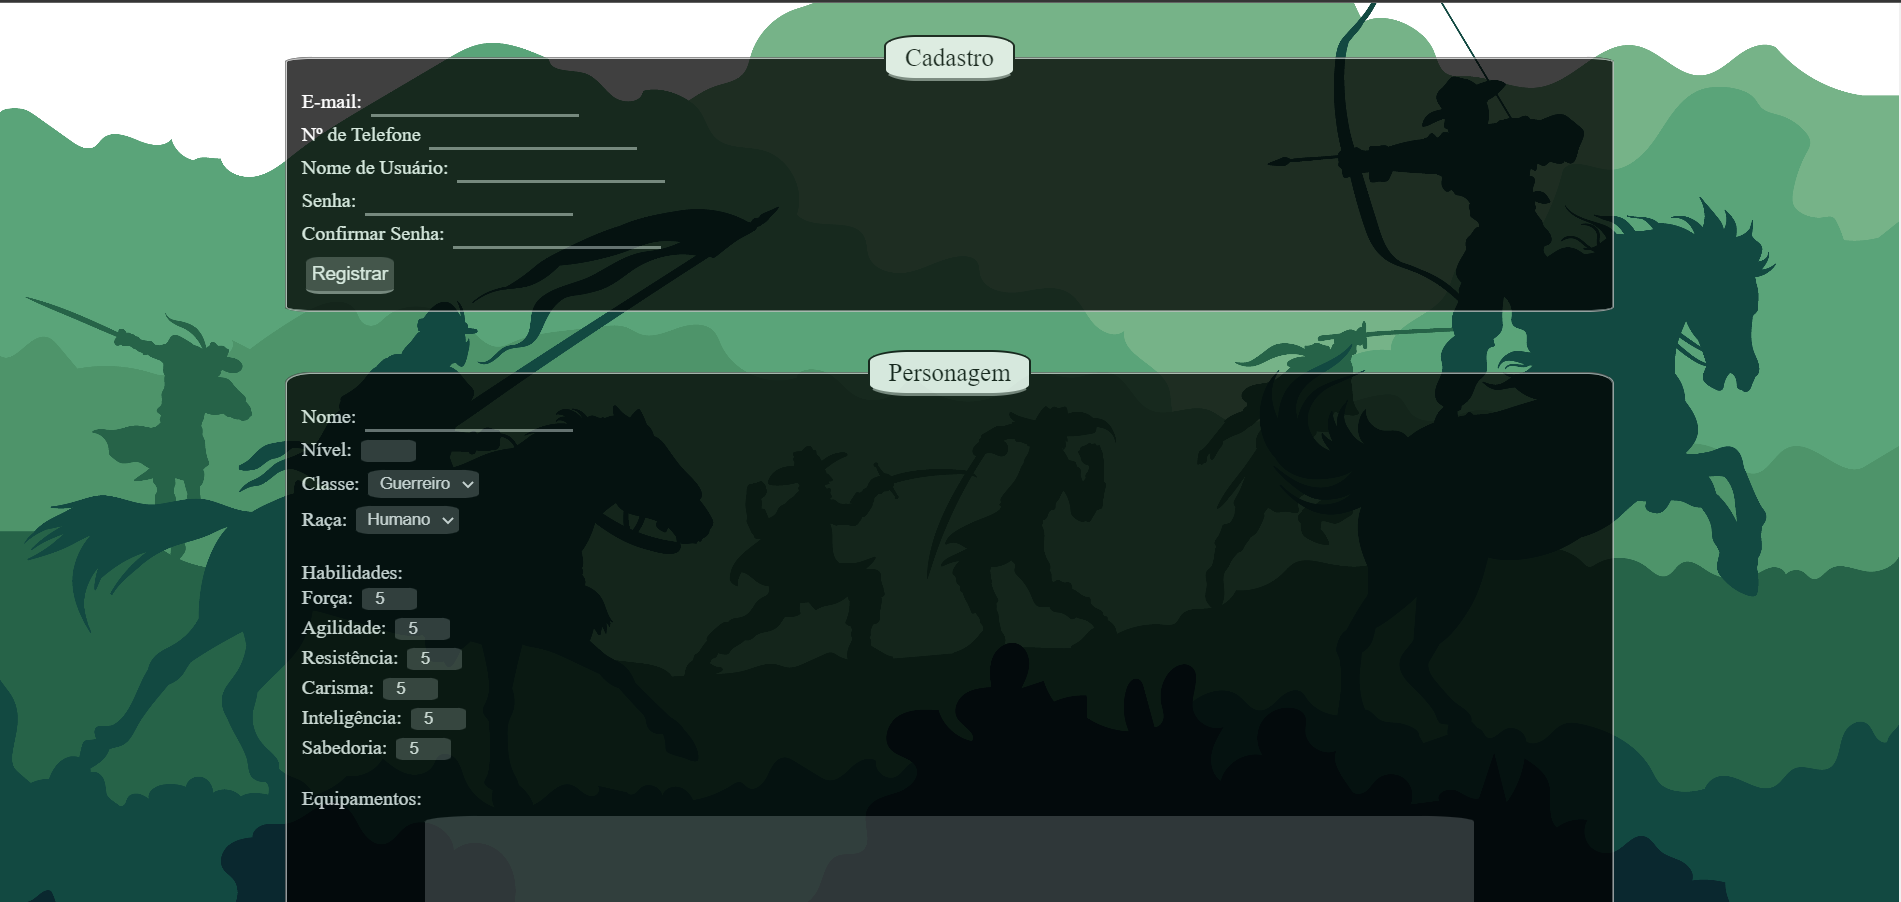 Cadastro
E-mail:
Nº de Telefone
Nome de Usuário:
Senha:
Confirmar Senha:
Registrar
Personagem
Nome:
Nível:
Classe: Guerreiro
Raça: Humano
Habilidades:
Força: 5
Agilidade: 5
Resistência: 5
Carisma: 5
Inteligência: 5
Sabedoria: 5
Equipamentos: